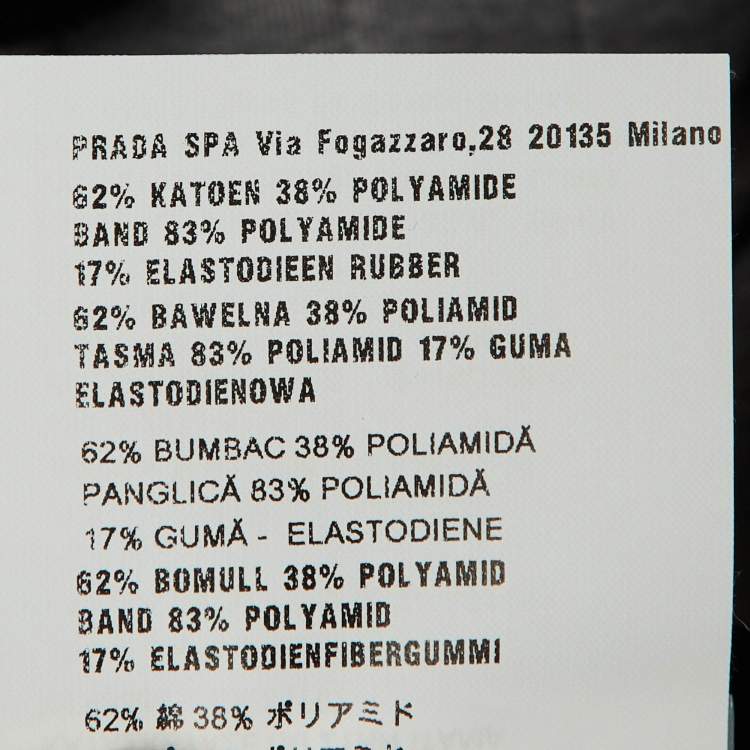 PRADA SPA Via Fogazzaro,28 20135 Milano
62% KATOEN 38% POLYAMIDE
BAND 83% POLYAMIDE
17% ELASTODIEEN RUBBER
62% BAWELNA 38% POLIAMID
TASMA 83% POLIAMID 17% GUMA
ELASTODIENOWA
62% BUMBAC 38% POLIAMIDĂ
PANGLICĂ 83% POLIAMIDĂ
17% GUMĂ - ELASTODIENE
62% BOMULL 38% POLYAMID
BAND 83% POLYAMID
17% ELASTODIENFIBERGUMMI
62% 綿 38% ポリアミド